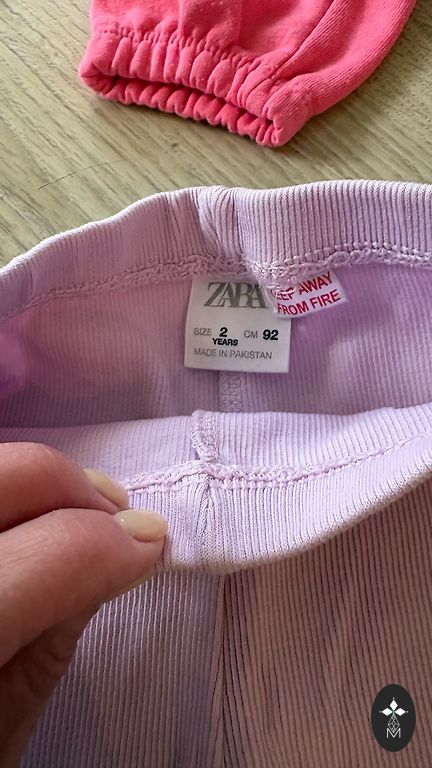 ZARA
EEP AWAY
FROM FIRE
SIZE 2 CM 92
YEARS
MADE IN PAKISTAN
M